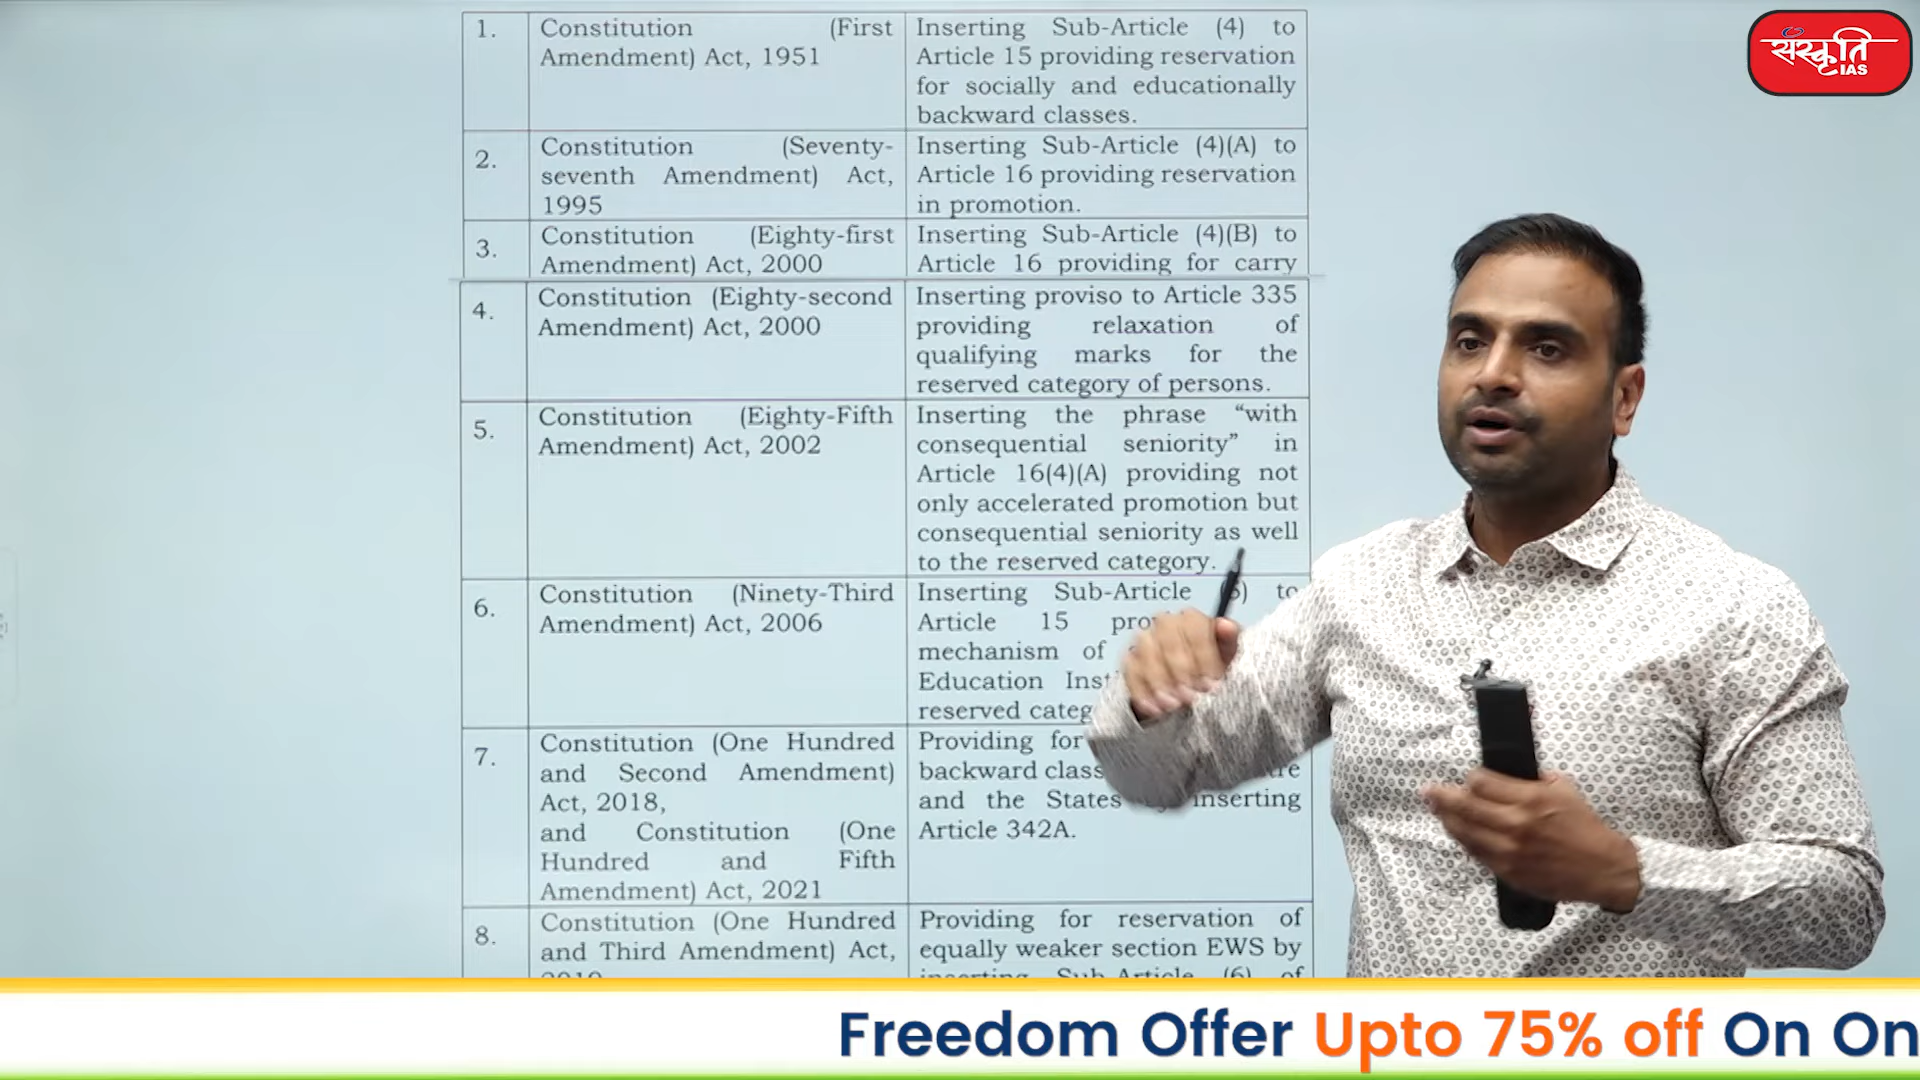 1. Constitution (First Inserting Sub-Article (4) to
Amendment) Act, 1951 Article 15 providing reservation
for socially and educationally
backward classes.
2. Constitution (Seventy- Inserting Sub-Article (4)(A) to
seventh Amendment) Act, Article 16 providing reservation
1995 in promotion.
3. Constitution (Eighty-first Inserting Sub-Article (4)(B) to
Amendment) Act, 2000 Article 16 providing for carry
4. Constitution (Eighty-second Inserting proviso to Article 335
Amendment) Act, 2000 providing relaxation of
qualifying marks for the
reserved category of persons.
5. Constitution (Eighty-Fifth Inserting the phrase “with
Amendment) Act, 2002 consequential seniority” in
Article 16(4)(A) providing not
only accelerated promotion but
consequential seniority as well
to the reserved category.
6. Constitution (Ninety-Third Inserting Sub-Article to
Amendment) Act, 2006 Article 15
mechanism of
Education
reserved
7. Constitution (One Hundred Providing for
and Second Amendment) backward
Act, 2018, and the States inserting
and Constitution (One Article 342A.
Hundred and Fifth
Amendment) Act, 2021
8. Constitution (One Hundred Providing for reservation of
and Third Amendment) Act, equally weaker section EWS by
inserting Sub-Article (6) of
संस्कृति
IAS
Freedom Offer Upto 75% off On On